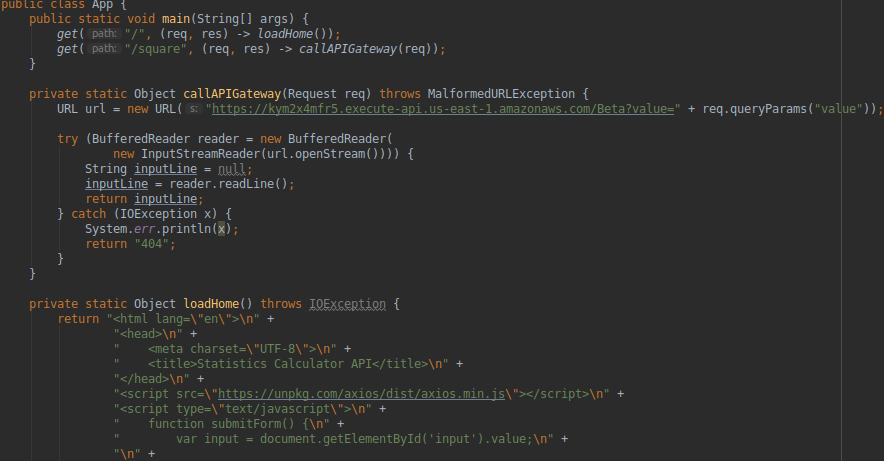 public class App {
    public static void main(String[] args) {
        get( path: "/", (req, res) -> loadHome());
        get( path: "/square", (req, res) -> callAPIGateway(req));
    }

    private static Object callAPIGateway(Request req) throws MalformedURLException {
        URL url = new URL( s: "https://kym2x4mfr5.execute-api.us-east-1.amazonaws.com/Beta?value=" + req.queryParams("value"));

        try (BufferedReader reader = new BufferedReader(
                new InputStreamReader(url.openStream()))) {
            String inputLine = null;
            inputLine = reader.readLine();
            return inputLine;
        } catch (IOException x) {
            System.err.println(x);
            return "404";
        }
    }

    private static Object loadHome() throws IOException {
        return "<html lang=\"en\">\n" +
                "<head>\n" +
                "    <meta charset=\"UTF-8\">\n" +
                "    <title>Statistics Calculator API</title>\n" +
                "</head>\n" +
                "<script src=\"https://unpkg.com/axios/dist/axios.min.js\"></script>\n" +
                "<script type=\"text/javascript\">\n" +
                "    function submitForm() {\n" +
                "        var input = document.getElementById('input').value;\n" +
                "\n" +